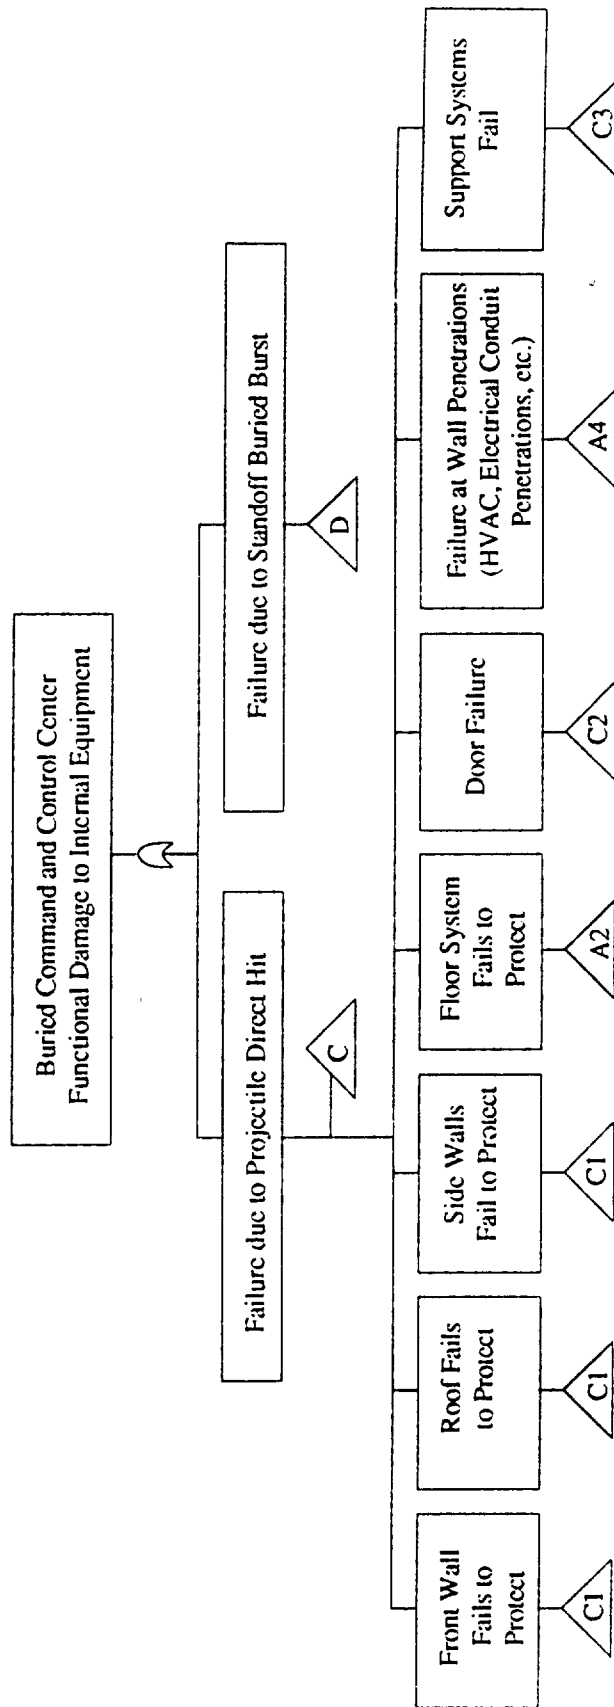 Buried Command and Control Center
Functional Damage to Internal Equipment
Failure due to Projectile Direct Hit
Failure due to Standoff Buried Burst
C
D
Front Wall
Fails to
Protect
Roof Fails
to Protect
Side Walls
Fail to Protect
Floor System
Fails to
Protect
Door Failure
Failure at Wall Penetrations
(HVAC, Electrical Conduit
Penetrations, etc.)
Support Systems
Fail
C1
C1
C1
A2
C2
A4
C3